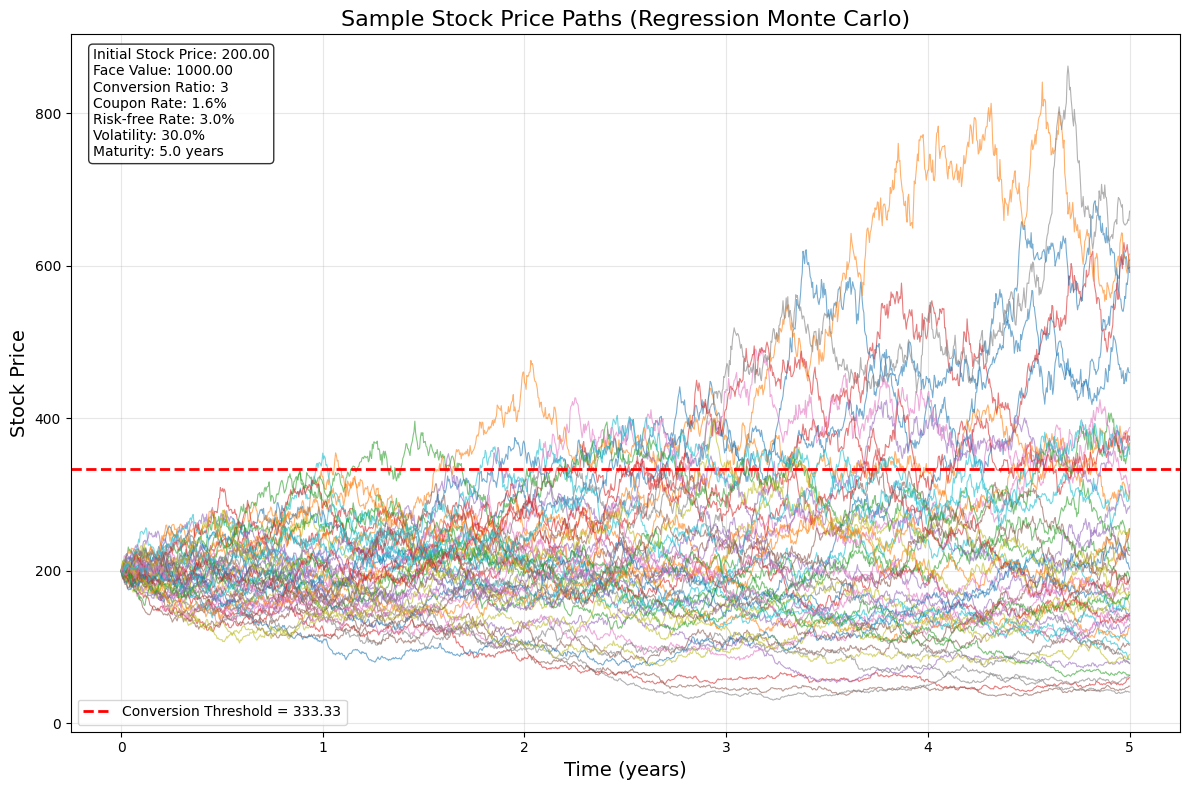 Sample Stock Price Paths (Regression Monte Carlo)
Initial Stock Price: 200.00
Face Value: 1000.00
Conversion Ratio: 3
Coupon Rate: 1.6%
Risk-free Rate: 3.0%
Volatility: 30.0%
Maturity: 5.0 years
800
600
400
200
0
Stock Price
Conversion Threshold = 333.33
0
1
2
3
4
5
Time (years)